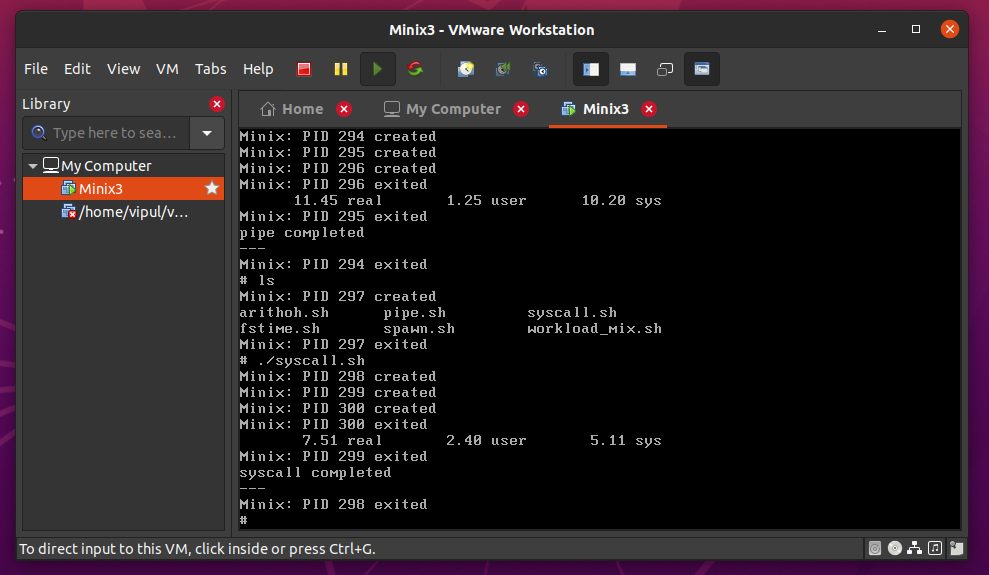 Minix3 - VMware Workstation
File Edit View VM Tabs Help
Library
Type here to sea...
My Computer
Minix3
/home/vipul/v...
Home My Computer Minix3
Minix: PID 294 created
Minix: PID 295 created
Minix: PID 296 created
Minix: PID 296 exited
11.45 real 1.25 user 10.20 sys
Minix: PID 295 exited
pipe completed
---
Minix: PID 294 exited
# ls
Minix: PID 297 created
arithoh.sh pipe.sh syscall.sh
fstime.sh spawn.sh workload_mix.sh
Minix: PID 297 exited
# ./syscall.sh
Minix: PID 298 created
Minix: PID 299 created
Minix: PID 300 created
Minix: PID 300 exited
7.51 real 2.40 user 5.11 sys
Minix: PID 299 exited
syscall completed
---
Minix: PID 298 exited
#
To direct input to this VM, click inside or press Ctrl+G.